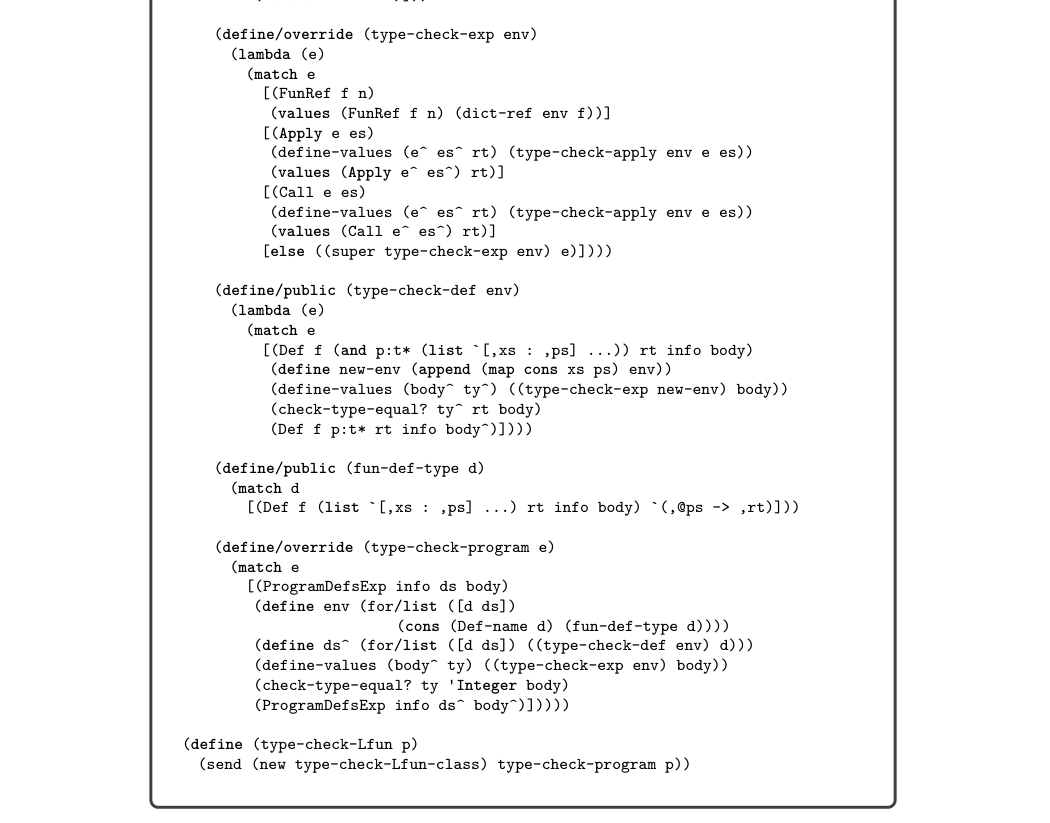 (define/override (type-check-exp env)
(lambda (e)
(match e
[(FunRef f n)
(values (FunRef f n) (dict-ref env f))]
[(Apply e es)
(define-values (e^ es^ rt) (type-check-apply env e es))
(values (Apply e^ es^) rt)]
[(Call e es)
(define-values (e^ es^ rt) (type-check-apply env e es))
(values (Call e^ es^) rt)]
[else ((super type-check-exp env) e)])))
(define/public (type-check-def env)
(lambda (e)
(match e
[(Def f (and p:t* (list `[,xs : ,ps] ...)) rt info body)
(define new-env (append (map cons xs ps) env))
(define-values (body^ ty^) ((type-check-exp new-env) body))
(check-type-equal? ty^ rt body)
(Def f p:t* rt info body^)])))
(define/public (fun-def-type d)
(match d
[(Def f (list `[,xs : ,ps] ...) rt info body) `(,@ps -> ,rt)]))
(define/override (type-check-program e)
(match e
[(ProgramDefsExp info ds body)
(define env (for/list ([d ds])
(cons (Def-name d) (fun-def-type d))))
(define ds^ (for/list ([d ds]) ((type-check-def env) d)))
(define-values (body^ ty) ((type-check-exp env) body))
(check-type-equal? ty 'Integer body)
(ProgramDefsExp info ds^ body^)]))))
(define (type-check-Lfun p)
(send (new type-check-Lfun-class) type-check-program p))